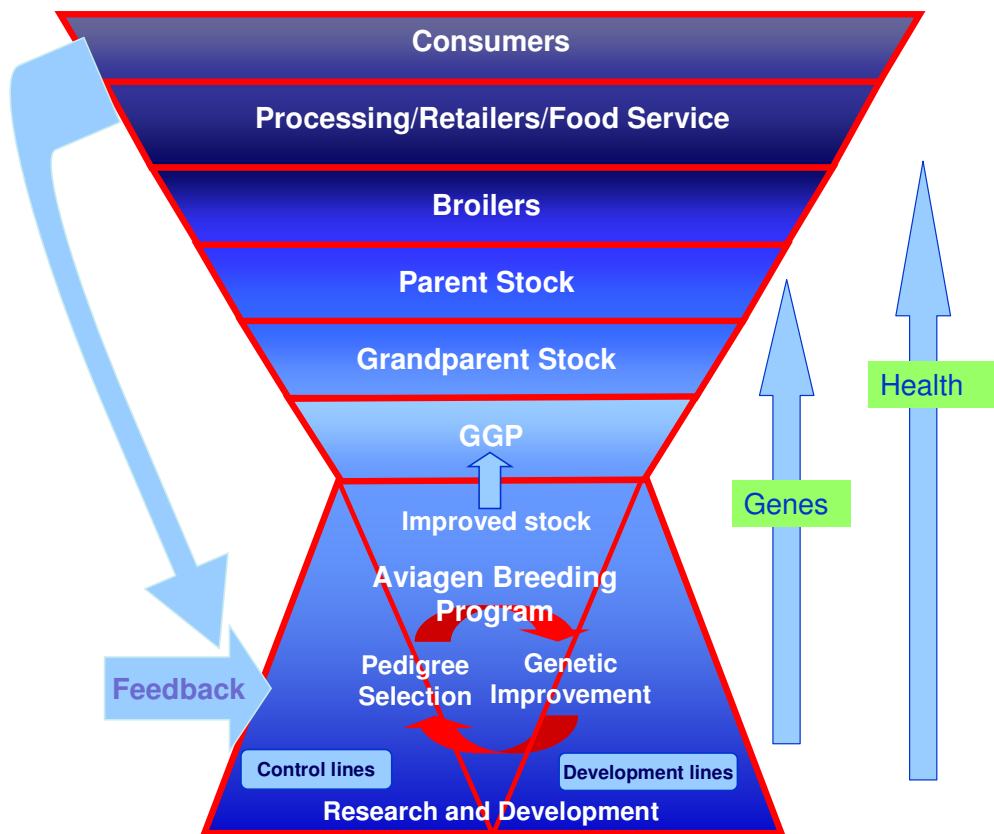 Consumers
Processing/Retailers/Food Service
Broilers
Parent Stock
Grandparent Stock
Health
GGP
Genes
Improved stock
Aviagen Breeding
Program
Pedigree
Selection
Genetic
Improvement
Feedback
Control lines
Development lines
Research and Development